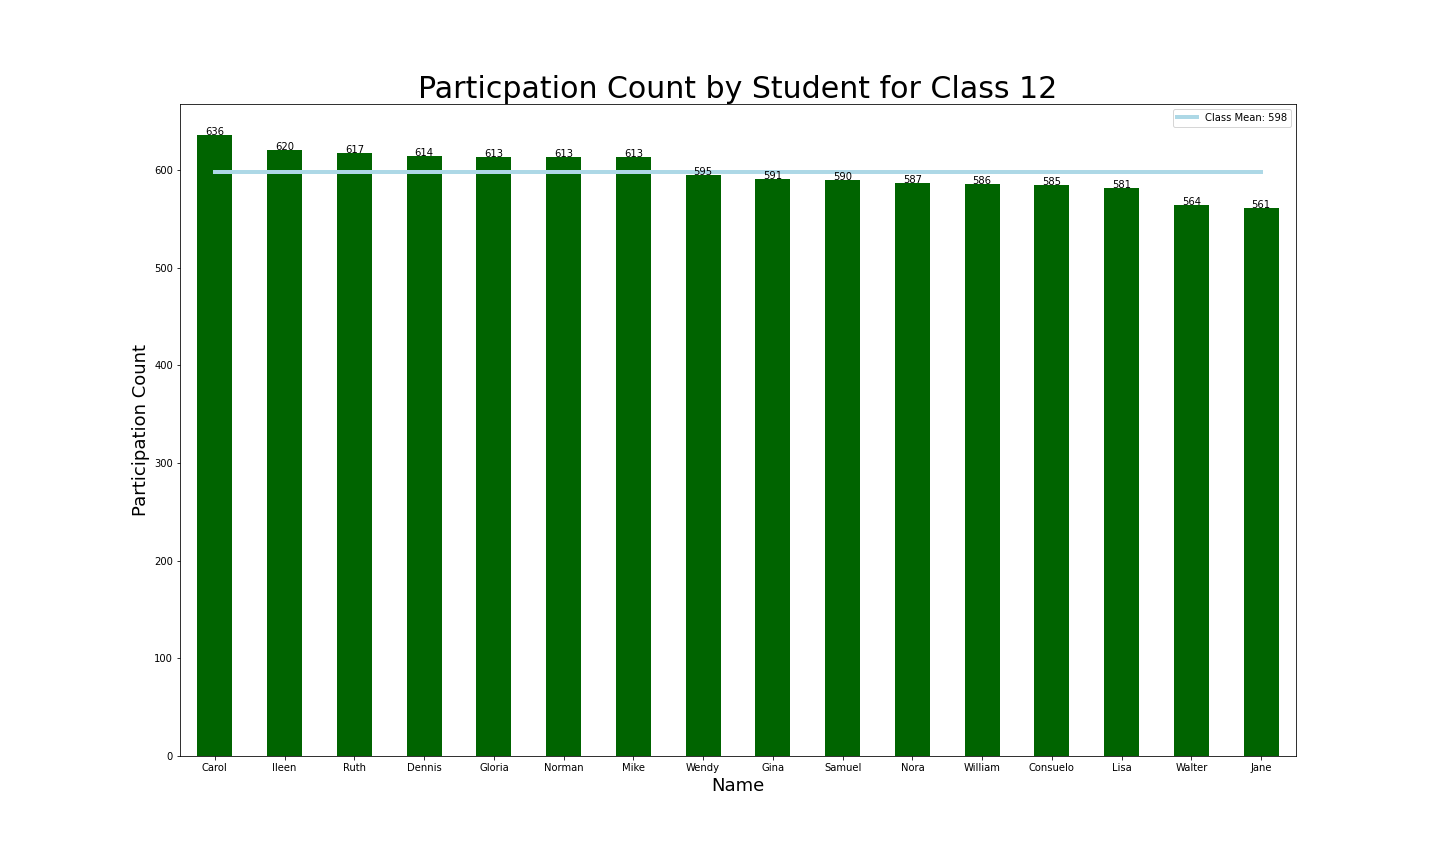 Particpation Count by Student for Class 12
Class Mean: 598
636 620 617 614 613 613 613 595 591 590 587 586 585 581 564 561
600
500
400
300
200
100
0
Participation Count
Carol Ileen Ruth Dennis Gloria Norman Mike Wendy Gina Samuel Nora William Consuelo Lisa Walter Jane
Name